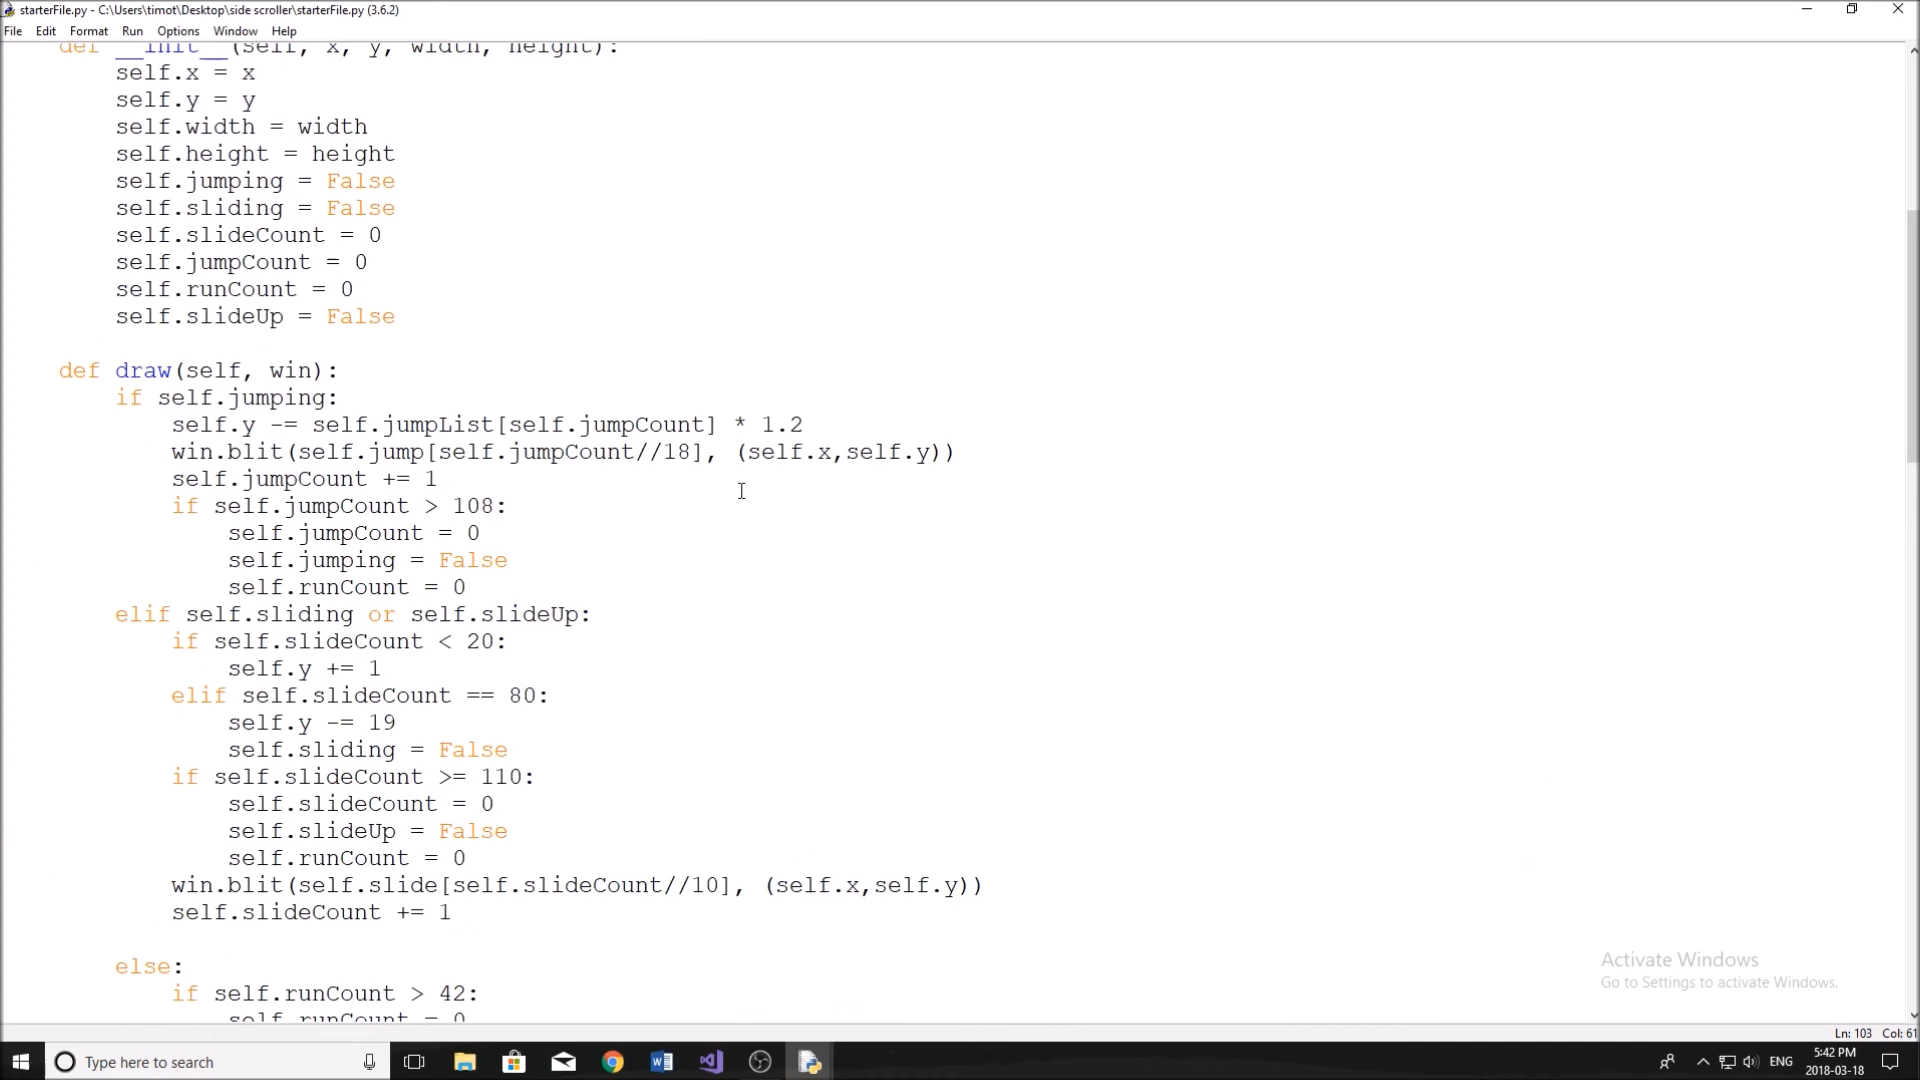 starterFile.py - C:\Users\timot\Desktop\side scroller\starterFile.py (3.6.2)
File Edit Format Run Options Window Help
def __init__(self, x, y, width, height):
self.x = x
self.y = y
self.width = width
self.height = height
self.jumping = False
self.sliding = False
self.slideCount = 0
self.jumpCount = 0
self.runCount = 0
self.slideUp = False
def draw(self, win):
if self.jumping:
self.y -= self.jumpList[self.jumpCount] * 1.2
win.blit(self.jump[self.jumpCount//18], (self.x,self.y))
self.jumpCount += 1
if self.jumpCount > 108:
self.jumpCount = 0
self.jumping = False
self.runCount = 0
elif self.sliding or self.slideUp:
if self.slideCount < 20:
self.y += 1
elif self.slideCount == 80:
self.y -= 19
self.sliding = False
if self.slideCount >= 110:
self.slideCount = 0
self.slideUp = False
self.runCount = 0
win.blit(self.slide[self.slideCount//10], (self.x,self.y))
self.slideCount += 1
else:
if self.runCount > 42:
self.runCount = 0
Activate Windows
Go to Settings to activate Windows.
Ln: 103 Col: 61
Type here to search
ENG
5:42 PM
2018-03-18